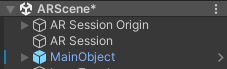 ARScene*
AR Session Origin
AR Session
MainObject